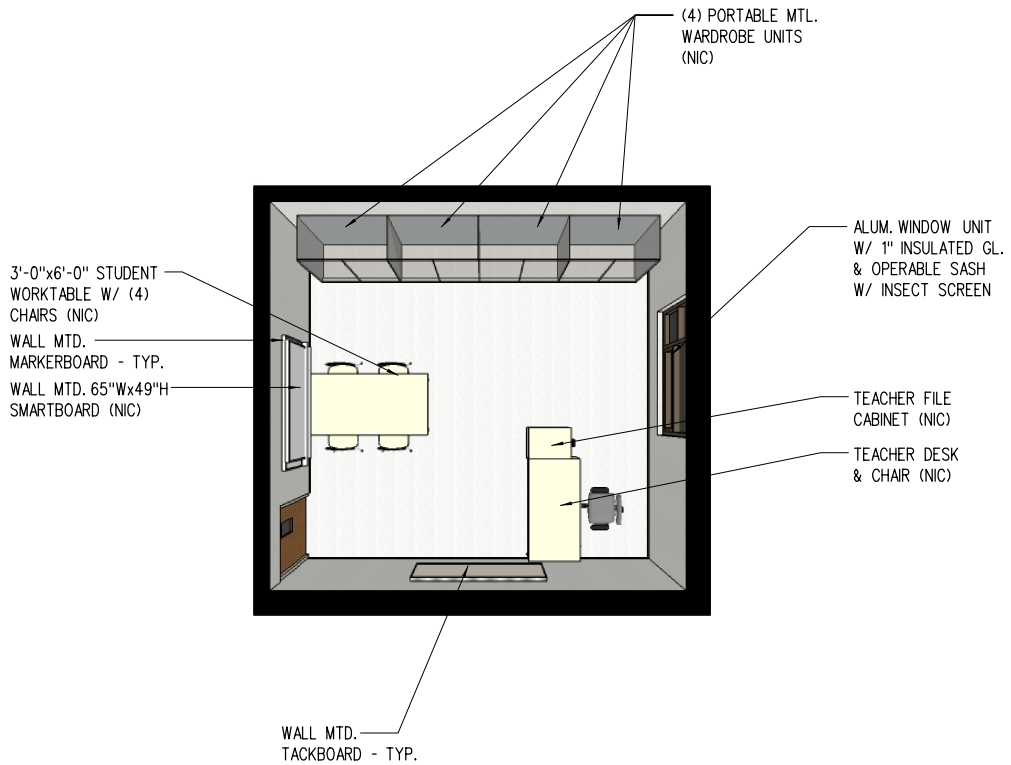 (4) PORTABLE MTL.
WARDROBE UNITS
(NIC)
ALUM. WINDOW UNIT
W/ 1" INSULATED GL.
& OPERABLE SASH
W/ INSECT SCREEN
3'-0"x6'-0" STUDENT
WORKTABLE W/ (4)
CHAIRS (NIC)
WALL MTD.
MARKERBOARD - TYP.
WALL MTD. 65"Wx49"H
SMARTBOARD (NIC)
TEACHER FILE
CABINET (NIC)
TEACHER DESK
& CHAIR (NIC)
WALL MTD.
TACKBOARD - TYP.